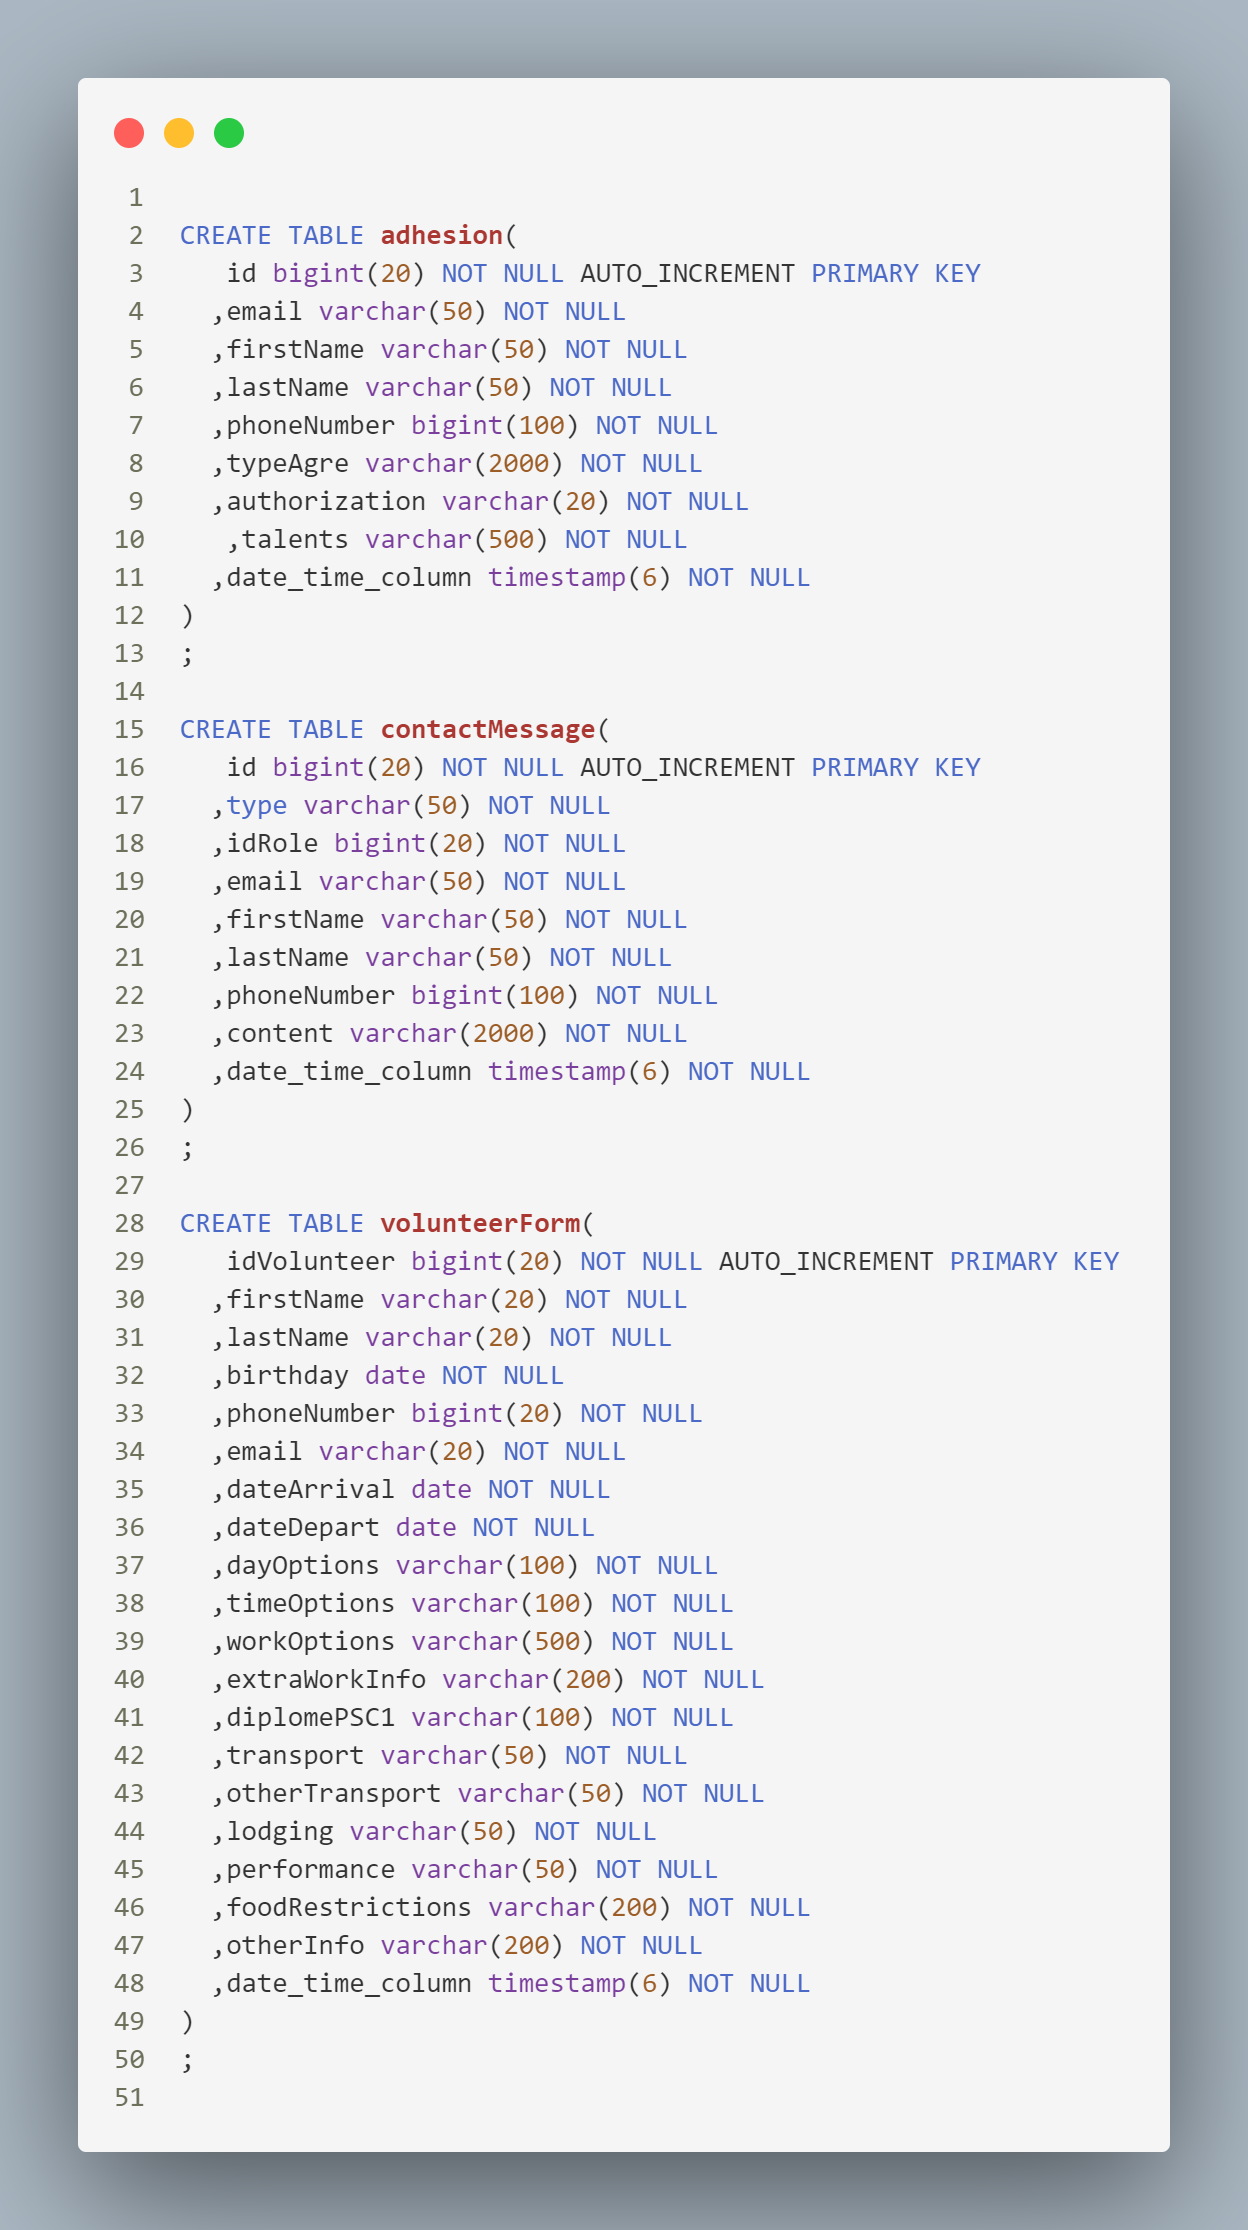 1
2 CREATE TABLE adhesion(
3    id bigint(20) NOT NULL AUTO_INCREMENT PRIMARY KEY
4   ,email varchar(50) NOT NULL
5   ,firstName varchar(50) NOT NULL
6   ,lastName varchar(50) NOT NULL
7   ,phoneNumber bigint(100) NOT NULL
8   ,typeAgre varchar(2000) NOT NULL
9   ,authorization varchar(20) NOT NULL
10    ,talents varchar(500) NOT NULL
11   ,date_time_column timestamp(6) NOT NULL
12 )
13 ;
14
15 CREATE TABLE contactMessage(
16    id bigint(20) NOT NULL AUTO_INCREMENT PRIMARY KEY
17   ,type varchar(50) NOT NULL
18   ,idRole bigint(20) NOT NULL
19   ,email varchar(50) NOT NULL
20   ,firstName varchar(50) NOT NULL
21   ,lastName varchar(50) NOT NULL
22   ,phoneNumber bigint(100) NOT NULL
23   ,content varchar(2000) NOT NULL
24   ,date_time_column timestamp(6) NOT NULL
25 )
26 ;
27
28 CREATE TABLE volunteerForm(
29    idVolunteer bigint(20) NOT NULL AUTO_INCREMENT PRIMARY KEY
30   ,firstName varchar(20) NOT NULL
31   ,lastName varchar(20) NOT NULL
32   ,birthday date NOT NULL
33   ,phoneNumber bigint(20) NOT NULL
34   ,email varchar(20) NOT NULL
35   ,dateArrival date NOT NULL
36   ,dateDepart date NOT NULL
37   ,dayOptions varchar(100) NOT NULL
38   ,timeOptions varchar(100) NOT NULL
39   ,workOptions varchar(500) NOT NULL
40   ,extraWorkInfo varchar(200) NOT NULL
41   ,diplomePSC1 varchar(100) NOT NULL
42   ,transport varchar(50) NOT NULL
43   ,otherTransport varchar(50) NOT NULL
44   ,lodging varchar(50) NOT NULL
45   ,performance varchar(50) NOT NULL
46   ,foodRestrictions varchar(200) NOT NULL
47   ,otherInfo varchar(200) NOT NULL
48   ,date_time_column timestamp(6) NOT NULL
49 )
50 ;
51